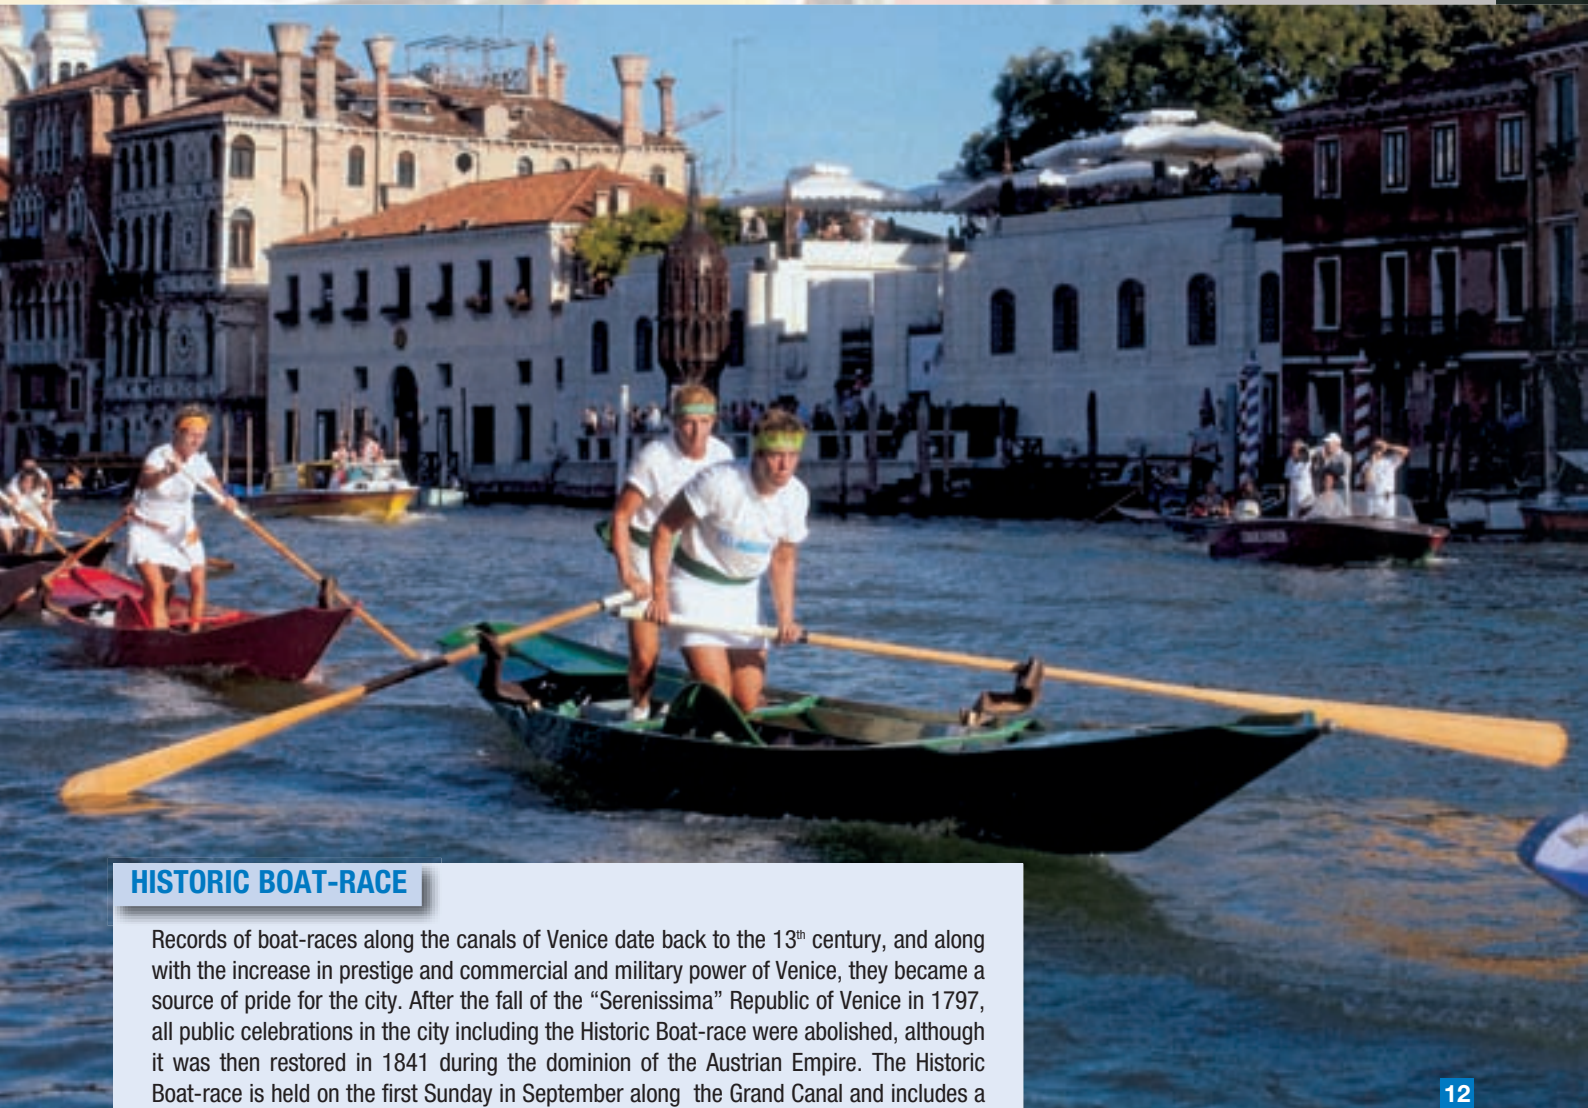 HISTORIC BOAT-RACE
Records of boat-races along the canals of Venice date back to the 13th century, and along
with the increase in prestige and commercial and military power of Venice, they became a
source of pride for the city. After the fall of the “Serenissima” Republic of Venice in 1797,
all public celebrations in the city including the Historic Boat-race were abolished, although
it was then restored in 1841 during the dominion of the Austrian Empire. The Historic
Boat-race is held on the first Sunday in September along the Grand Canal and includes a
12